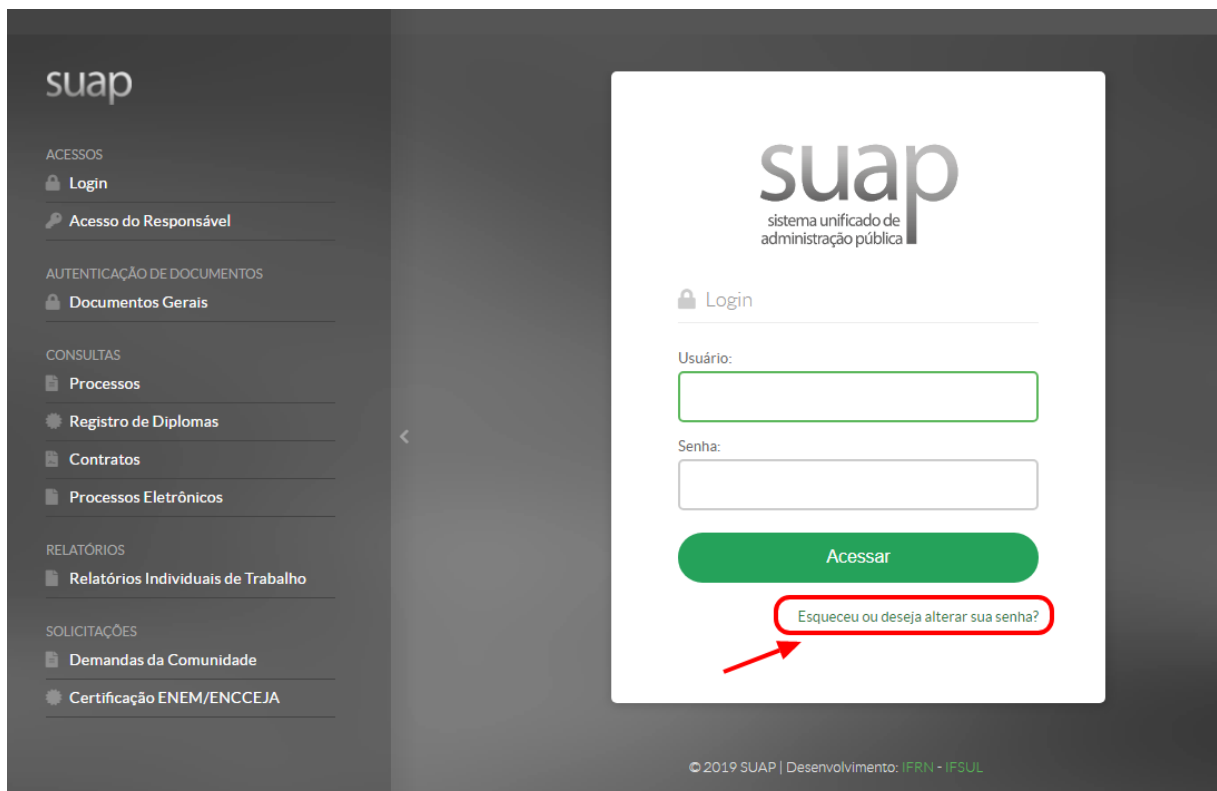 suap
ACESSOS
Login
Acesso do Responsável
AUTENTICAÇÃO DE DOCUMENTOS
Documentos Gerais
CONSULTAS
Processos
Registro de Diplomas
Contratos
Processos Eletrônicos
RELATÓRIOS
Relatórios Individuais de Trabalho
SOLICITAÇÕES
Demandas da Comunidade
Certificação ENEM/ENCCEJA
suap
sistema unificado de
administração pública
Login
Usuário:
Senha:
Acessar
Esqueceu ou deseja alterar sua senha?
© 2019 SUAP | Desenvolvimento: IFRN - IFSUL